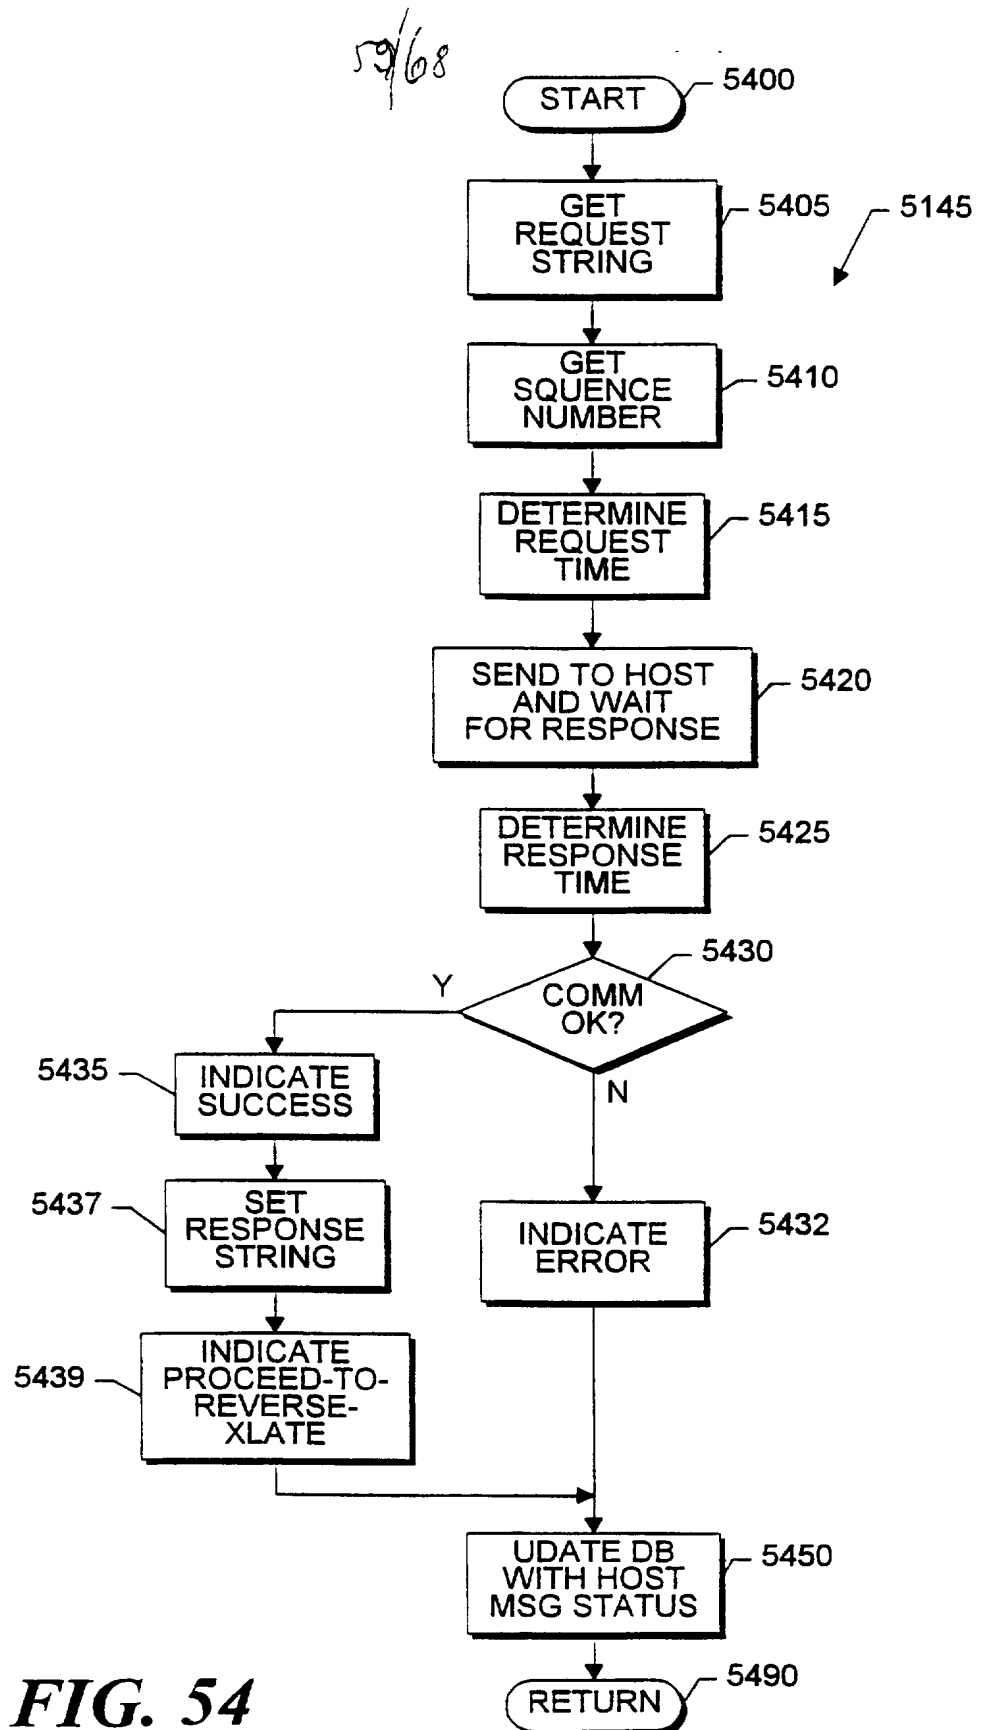 59/68
START
5400
GET
REQUEST
STRING
5405
5145
GET
SQUENCE
NUMBER
5410
DETERMINE
REQUEST
TIME
5415
SEND TO HOST
AND WAIT
FOR RESPONSE
5420
DETERMINE
RESPONSE
TIME
5425
COMM
OK?
5430
Y
N
5435
INDICATE
SUCCESS
5437
SET
RESPONSE
STRING
INDICATE
ERROR
5432
5439
INDICATE
PROCEED-TO-
REVERSE-
XLATE
UDATE DB
WITH HOST
MSG STATUS
5450
RETURN
5490
FIG. 54